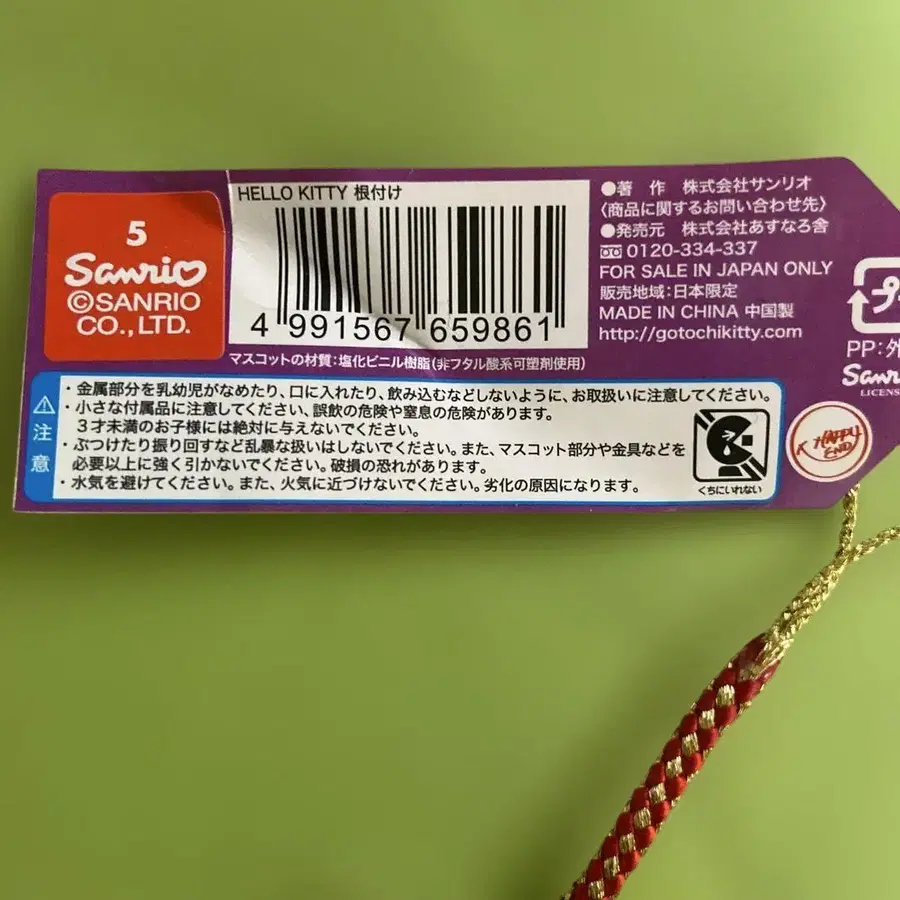 5
Sanrio
©SANRIO
CO., LTD.
HELLO KITTY 根付け
4 991567 659861
マスコットの材質：塩化ビニル樹脂(非フタル酸系可塑剤使用)
●著 作 株式会社サンリオ
〈商品に関するお問い合わせ先〉
●発売元 株式会社あすなろ舎
0120-334-337
FOR SALE IN JAPAN ONLY
販売地域：日本限定
MADE IN CHINA 中国製
http://gotochikitty.com
プ
PP：外
Sanr
LICENS
注意
・金属部分を乳幼児がなめたり、口に入れたり、飲み込むなどしないように、お取扱いに注意してください。
・小さな付属品に注意してください、誤飲の危険や窒息の危険があります。
３才未満のお子様には絶対に与えないでください。
・ぶつけたり振り回すなど乱暴な扱いはしないでください。また、マスコット部分や金具などを
必要以上に強く引かないでください。破損の恐れがあります。
・水気を避けてください。また、火気に近づけないでください。劣化の原因になります。
くちにいれない
HAPPY
END